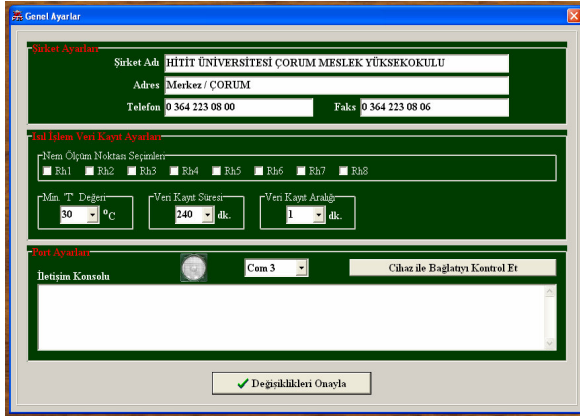 Genel Ayarlar
Şirket Ayarları
Şirket Adı HİTİT ÜNİVERSİTESİ ÇORUM MESLEK YÜKSEKOKULU
Adres Merkez / ÇORUM
Telefon 0 364 223 08 00 Faks 0 364 223 08 06
Isıl İşlem Veri Kayıt Ayarları
Nem Ölçüm Noktası Seçimleri
Rh1 Rh2 Rh3 Rh4 Rh5 Rh6 Rh7 Rh8
Min. 'T' Değeri Veri Kayıt Süresi Veri Kayıt Aralığı
30 °C 240 dk. 1 dk.
Port Ayarları
İletişim Konsolu Com 3 Cihaz ile Bağlatıyı Kontrol Et
Değişiklikleri Onayla